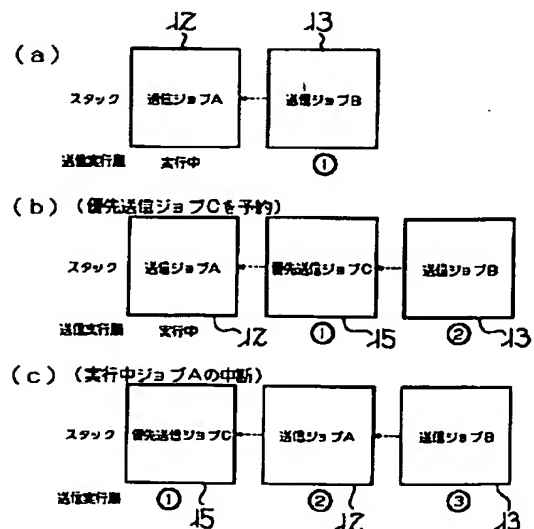 12 13
(a)
スタック 送信ジョブA 送信ジョブB
送信実行順 実行中 ①
(b) (優先送信ジョブCを予約)
スタック 送信ジョブA 優先送信ジョブC 送信ジョブB
送信実行順 実行中 12 ① 15 ② 13
(c) (実行中ジョブAの中断)
スタック 優先送信ジョブC 送信ジョブA 送信ジョブB
送信実行順 ① 15 ② 12 ③ 13